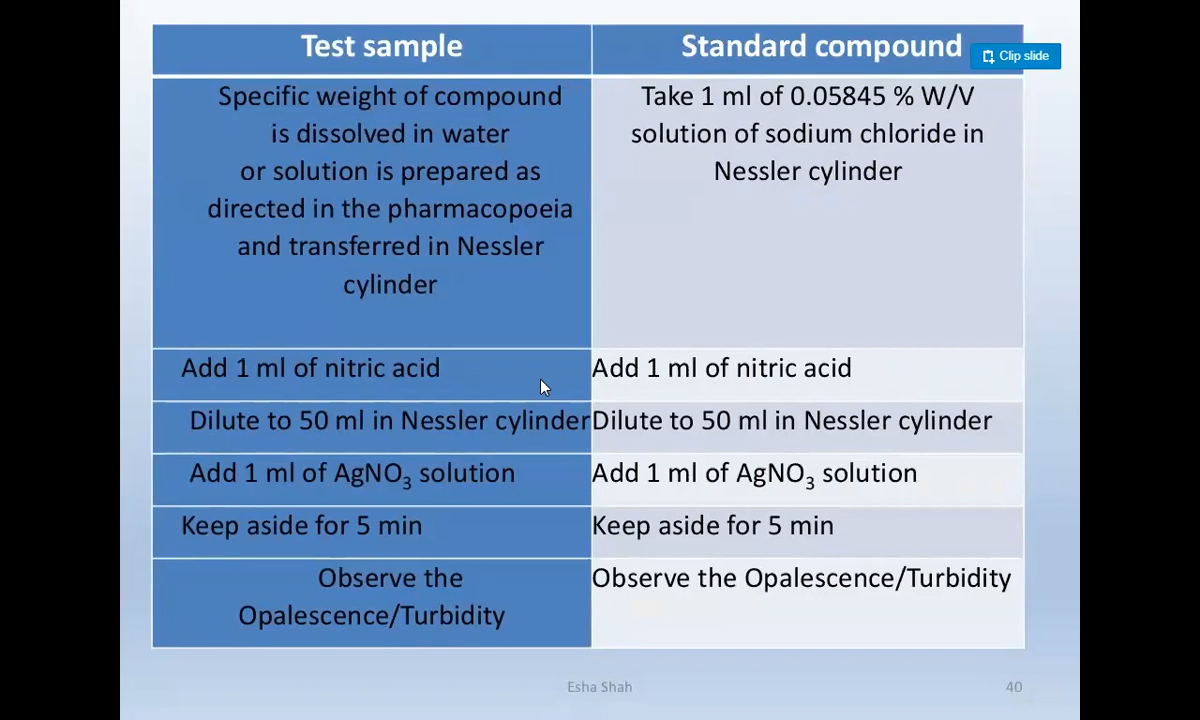 Test sample
Standard compound
Clip slide
Specific weight of compound
is dissolved in water
or solution is prepared as
directed in the pharmacopoeia
and transferred in Nessler
cylinder
Take 1 ml of 0.05845 % W/V
solution of sodium chloride in
Nessler cylinder
Add 1 ml of nitric acid
Add 1 ml of nitric acid
Dilute to 50 ml in Nessler cylinder
Dilute to 50 ml in Nessler cylinder
Add 1 ml of AgNO3 solution
Add 1 ml of AgNO3 solution
Keep aside for 5 min
Keep aside for 5 min
Observe the
Opalescence/Turbidity
Observe the Opalescence/Turbidity
Esha Shah
40